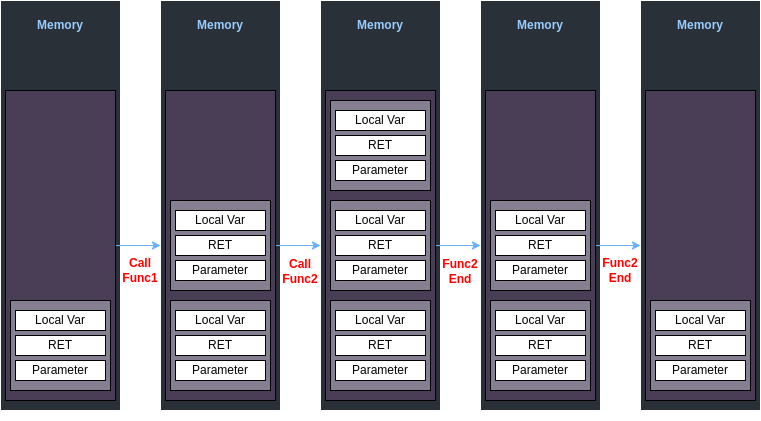 Memory
Local Var
RET
Parameter
Call
Func1
Memory
Local Var
RET
Parameter
Local Var
RET
Parameter
Call
Func2
Memory
Local Var
RET
Parameter
Local Var
RET
Parameter
Local Var
RET
Parameter
Func2
End
Memory
Local Var
RET
Parameter
Local Var
RET
Parameter
Func2
End
Memory
Local Var
RET
Parameter